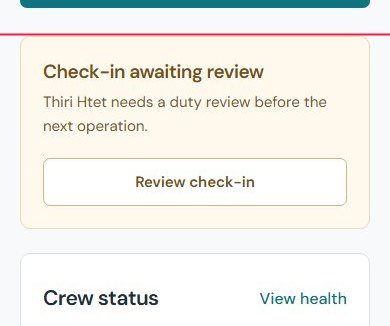 Check-in awaiting review
Thiri Htet needs a duty review before the
next operation.
Review check-in
Crew status
View health